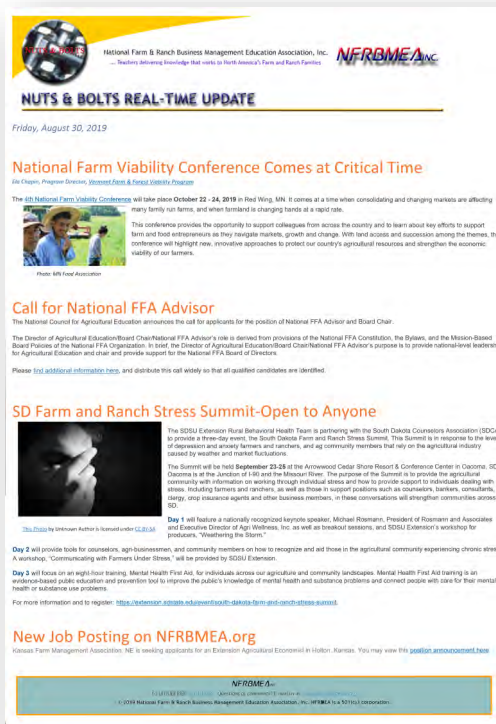 NUTS & BOLTS
National Farm & Ranch Business Management Education Association, Inc.
.... Teachers delivering knowledge that works to North America's Farm and Ranch Families
NFRBMEA INC.
NUTS & BOLTS REAL-TIME UPDATE
Friday, August 30, 2019
National Farm Viability Conference Comes at Critical Time
Ela Chapin, Program Director, Vermont Farm & Forest Viability Program
The 4th National Farm Viability Conference will take place October 22 - 24, 2019 in Red Wing, MN. It comes at a time when consolidating and changing markets are affecting
many family run farms, and when farmland is changing hands at a rapid rate.
This conference provides the opportunity to support colleagues from across the country and to learn about key efforts to support
farm and food entrepreneurs as they navigate markets, growth and change. With land access and succession among the themes, th
conference will highlight new, innovative approaches to protect our country's agricultural resources and strengthen the economic
viability of our farmers.
Photo: MN Food Association
Call for National FFA Advisor
The National Council for Agricultural Education announces the call for applicants for the position of National FFA Advisor and Board Chair.
The Director of Agricultural Education/Board Chair/National FFA Advisor's role is derived from provisions of the National FFA Constitution, the Bylaws, and the Mission-Based
Board Policies of the National FFA Organization. In brief, the Director of Agricultural Education/Board Chair/National FFA Advisor's purpose is to provide national-level leadersh
for Agricultural Education and chair and provide support for the National FFA Board of Directors.
Please find additional information here, and distribute this call widely so that all qualified candidates are identified.
SD Farm and Ranch Stress Summit-Open to Anyone
The SDSU Extension Rural Behavioral Health Team is partnering with the South Dakota Counselors Association (SDCA
to provide a three-day event, the South Dakota Farm and Ranch Stress Summit. This Summit is in response to the leve
of depression and anxiety farmers and ranchers, and ag community members that rely on the agricultural industry
caused by weather and market fluctuations.
The Summit will be held September 23-25 at the Arrowwood Cedar Shore Resort & Conference Center in Oacoma, SD
Oacoma is at the Junction of I-90 and the Missouri River. The purpose of the Summit is to provide the agricultural
community with information on working through individual stress and how to provide support to individuals dealing with
stress, including farmers and ranchers, as well as those in support positions such as counselors, bankers, consultants,
clergy, crop insurance agents and other business members, in these conversations will strengthen communities across
SD.
Day 1 will feature a nationally recognized keynote speaker, Michael Rosmann, President of Rosmann and Associates
and Executive Director of Agri Wellness, Inc. as well as breakout sessions, and SDSU Extension's workshop for
producers, "Weathering the Storm."
This Photo by Unknown Author is licensed under CC BY-SA
Day 2 will provide tools for counselors, agri-businessmen, and community members on how to recognize and aid those in the agricultural community experiencing chronic stres
A workshop, "Communicating with Farmers Under Stress," will be provided by SDSU Extension.
Day 3 will focus on an eight-hour training, Mental Health First Aid, for individuals across our agriculture and community landscapes. Mental Health First Aid training is an
evidence-based public education and prevention tool to improve the public's knowledge of mental health and substance problems and connect people with care for their mental
health or substance use problems.
For more information and to register: https://extension.sdstate.edu/event/south-dakota-farm-and-ranch-stress-summit.
New Job Posting on NFRBMEA.org
Kansas Farm Management Association, NE is seeking applicants for an Extension Agricultural Economist in Holton, Kansas. You may view this position announcement here
NFRBMEA INC
©2019 National Farm & Ranch Business Management Education Association, Inc. NFRBMEA is a 501(c) corporation.